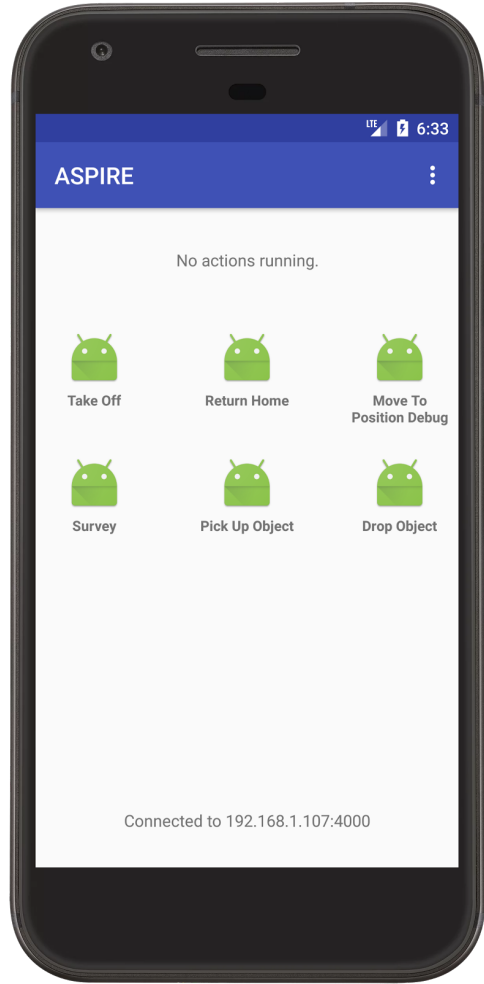 LTE 6:33
ASPIRE
No actions running.
Take Off
Return Home
Move To
Position Debug
Survey
Pick Up Object
Drop Object
Connected to 192.168.1.107:4000